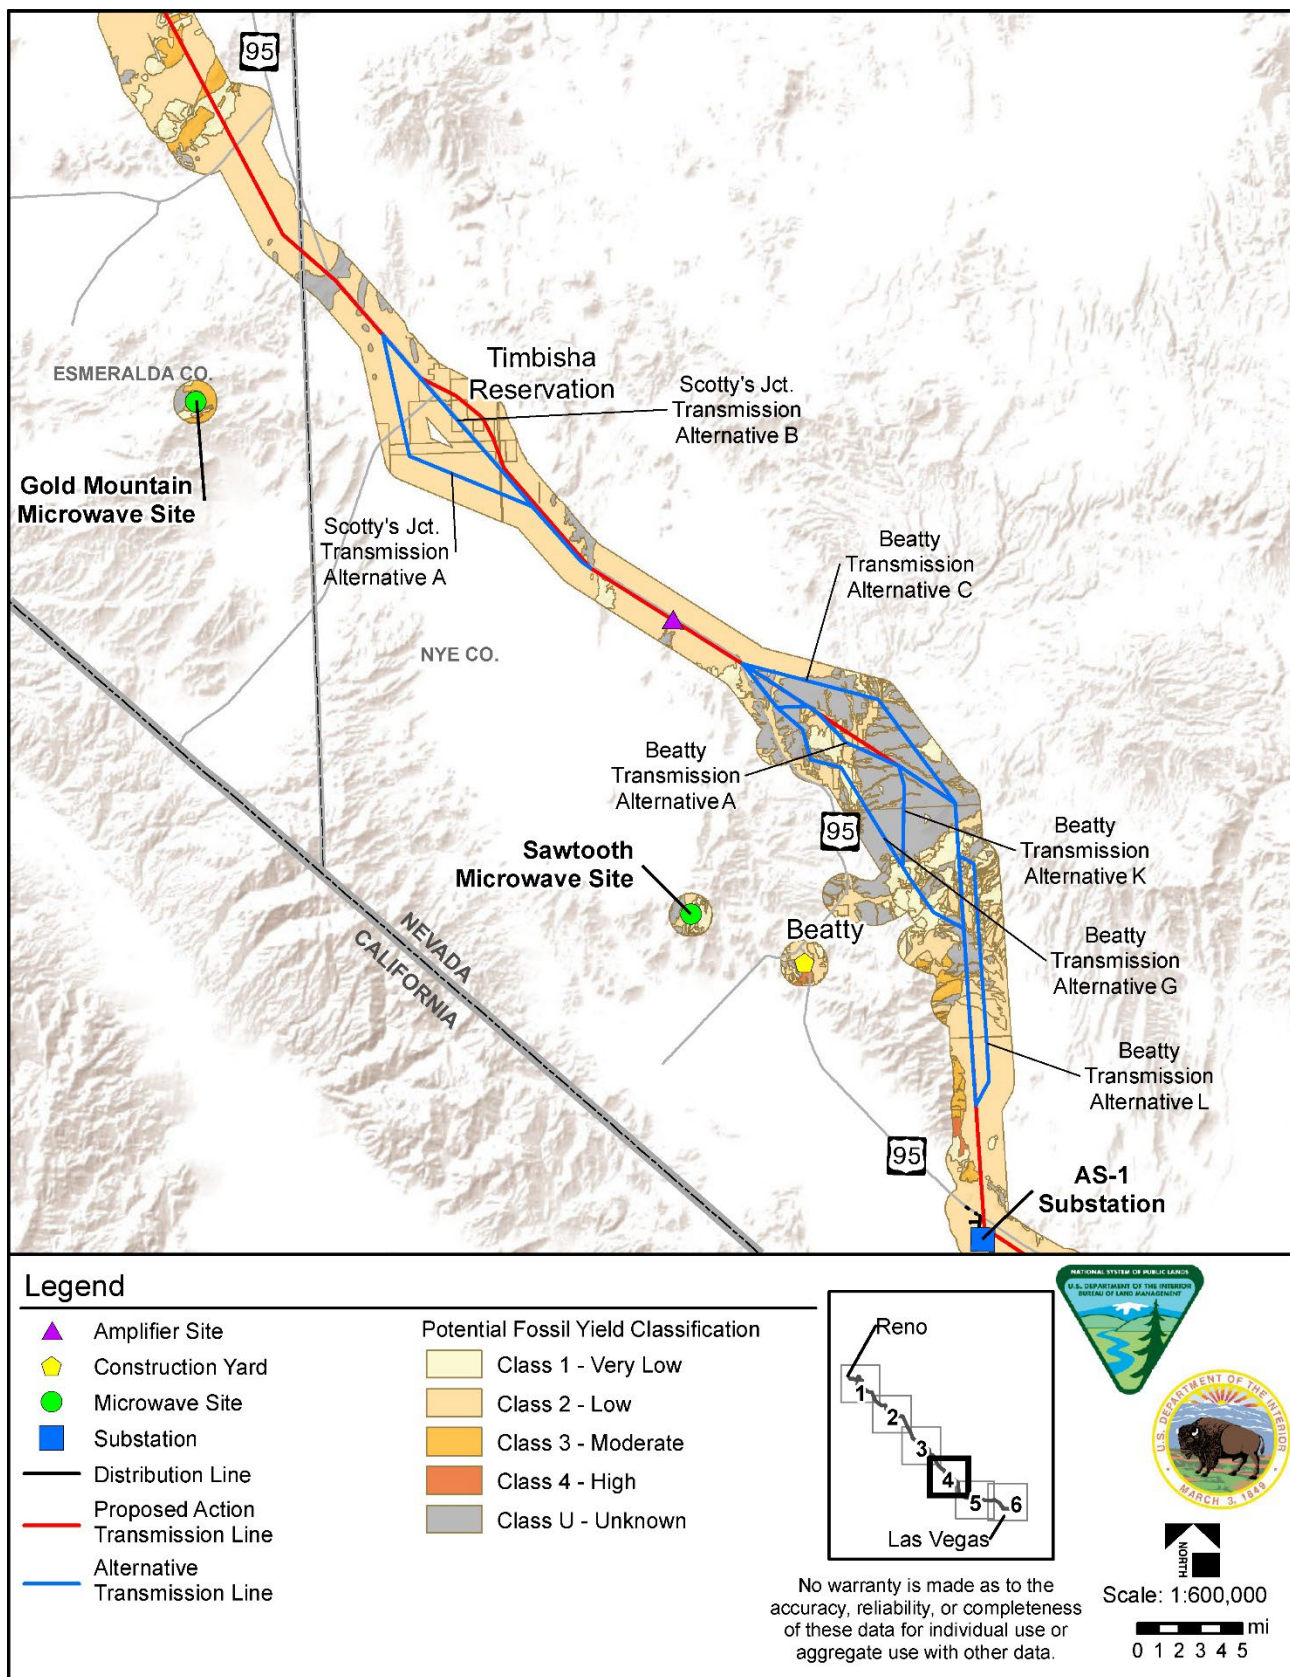 95
Timbisha
Reservation
ESMERALDA CO.
Scotty's Jct.
Transmission
Alternative B
Gold Mountain
Microwave Site
Scotty's Jct.
Transmission
Alternative A
Beatty
Transmission
Alternative C
NYE CO.
Beatty
Transmission
Alternative A
95
Beatty
Transmission
Alternative K
Sawtooth
Microwave Site
Beatty
NEVADA
CALIFORNIA
Beatty
Transmission
Alternative G
Beatty
Transmission
Alternative L
95
AS-1
Substation
Legend
Amplifier Site
Construction Yard
Microwave Site
Substation
Distribution Line
Proposed Action
Transmission Line
Alternative
Transmission Line
Potential Fossil Yield Classification
Class 1 - Very Low
Class 2 - Low
Class 3 - Moderate
Class 4 - High
Class U - Unknown
Reno
1
2
3
4
5
6
Las Vegas
No warranty is made as to the
accuracy, reliability, or completeness
of these data for individual use or
aggregate use with other data.
NATIONAL SYSTEM OF PUBLIC LANDS
U.S. DEPARTMENT OF THE INTERIOR
BUREAU OF LAND MANAGEMENT
U.S. DEPARTMENT OF THE INTERIOR
MARCH 3, 1849
NORTH
Scale: 1:600,000
mi
0 1 2 3 4 5